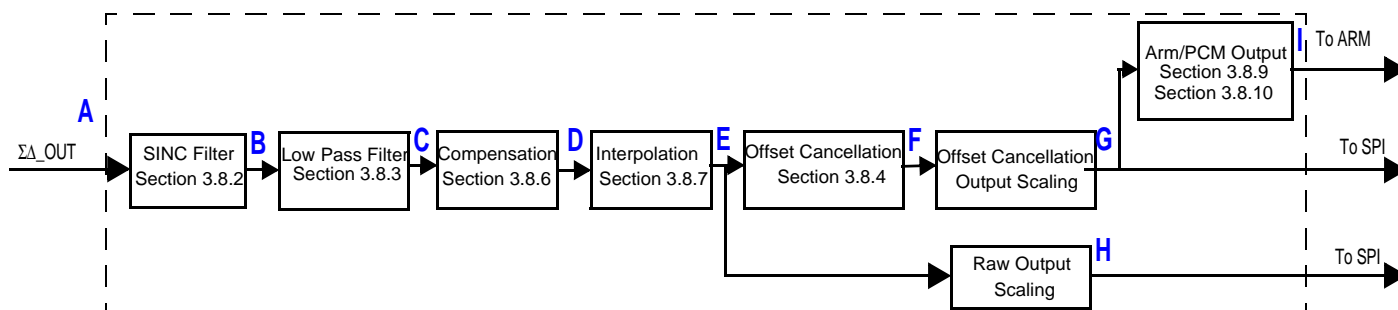 A
ΣΔ_OUT
SINC Filter
Section 3.8.2
B
Low Pass Filter
Section 3.8.3
C
Compensation
Section 3.8.6
D
Interpolation
Section 3.8.7
E
Offset Cancellation
Section 3.8.4
F
Offset Cancellation
Output Scaling
G
Arm/PCM Output
Section 3.8.9
Section 3.8.10
I
To ARM
To SPI
Raw Output
Scaling
H
To SPI